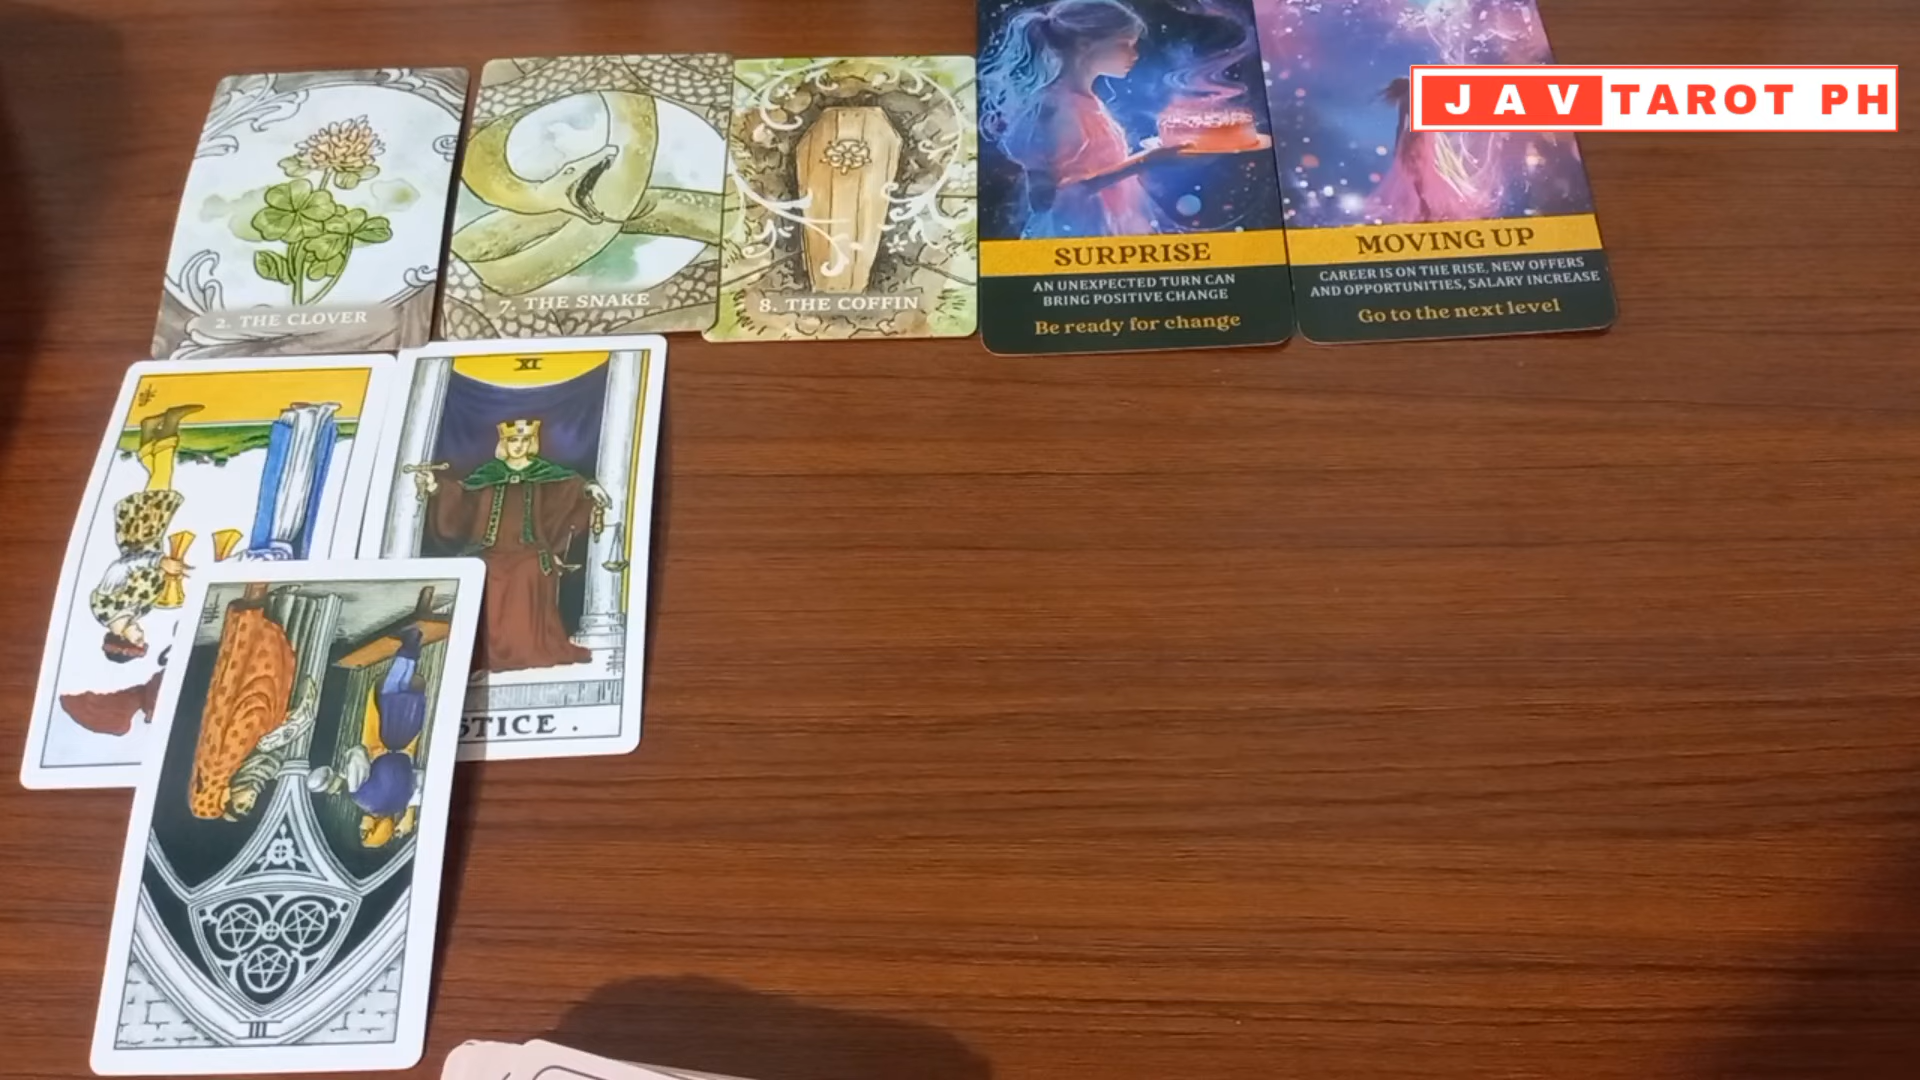 JAV TAROT PH
2. THE CLOVER
7. THE SNAKE
8. THE COFFIN
SURPRISE
AN UNEXPECTED TURN CAN
BRING POSITIVE CHANGE
Be ready for change
MOVING UP
CAREER IS ON THE RISE, NEW OFFERS
AND OPPORTUNITIES, SALARY INCREASE
Go to the next level
XI
STICE .
III